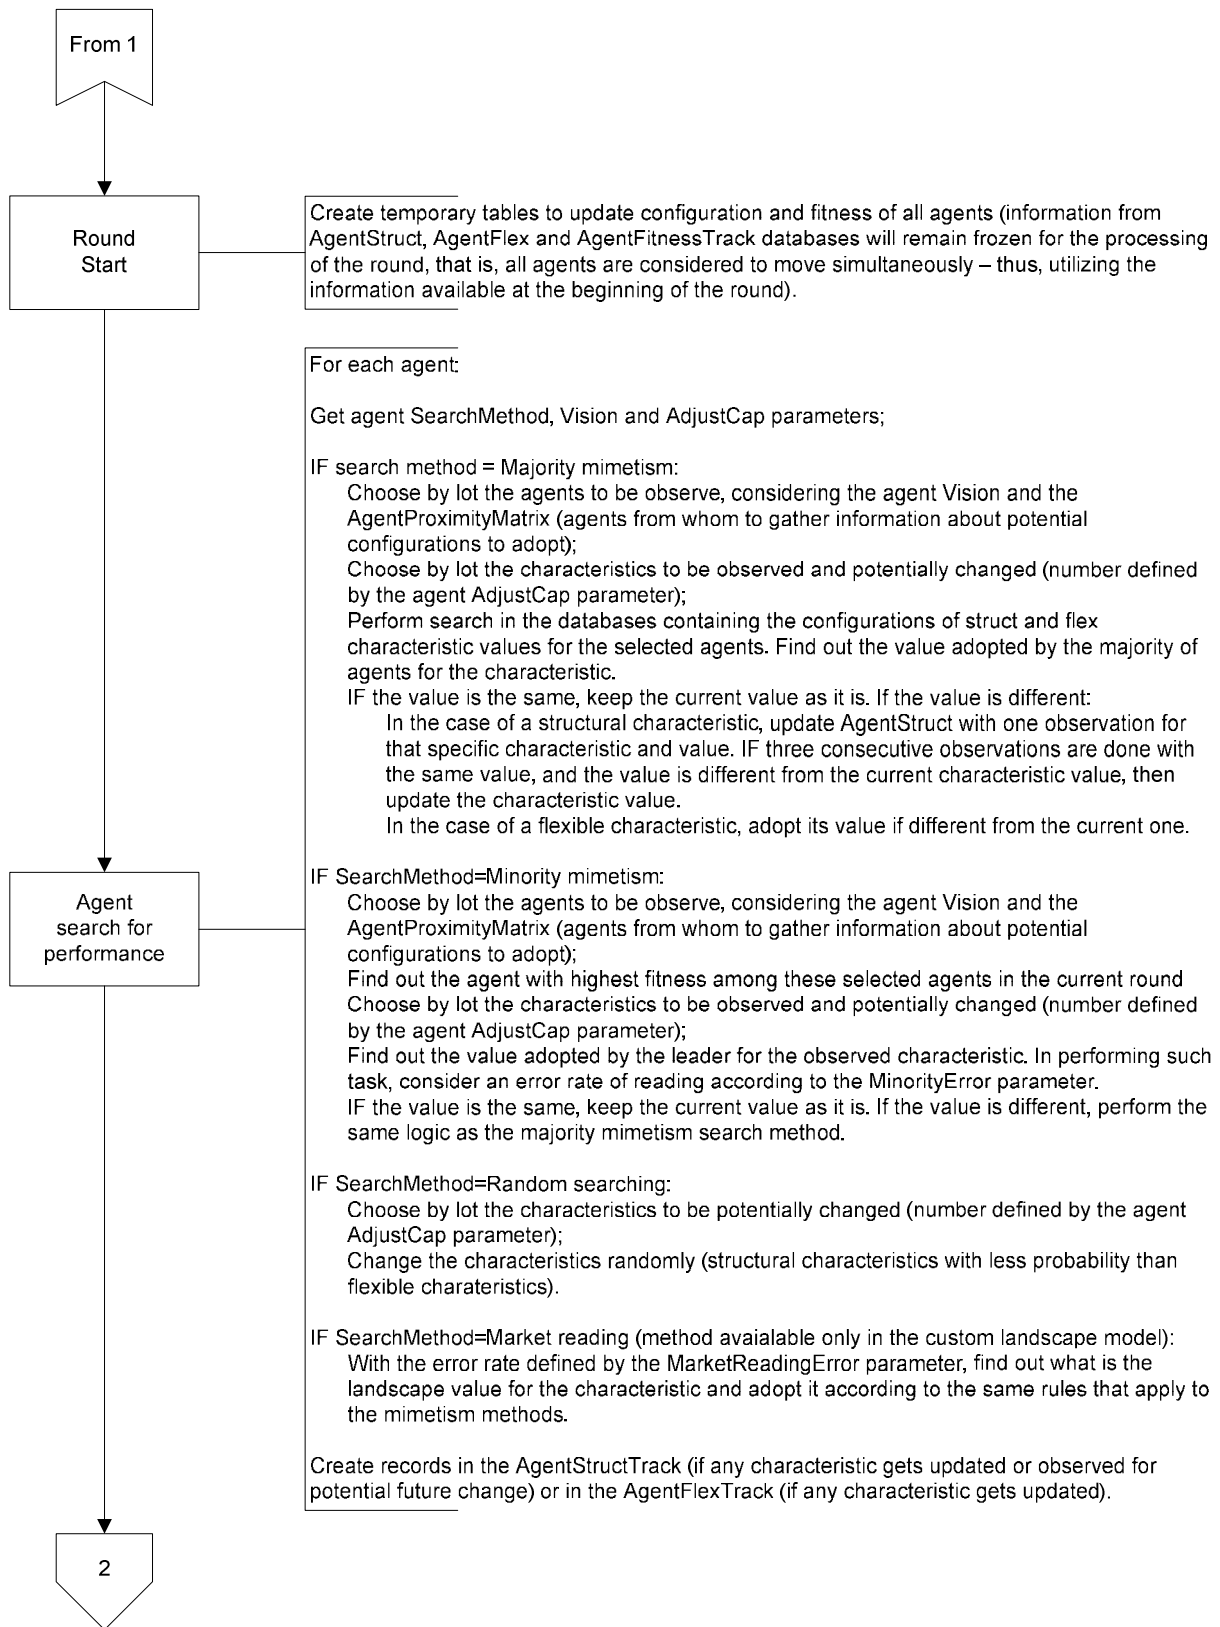 From 1
Round
Start
Create temporary tables to update configuration and fitness of all agents (information from
AgentStruct, AgentFlex and AgentFitnessTrack databases will remain frozen for the processing
of the round, that is, all agents are considered to move simultaneously – thus, utilizing the
information available at the beginning of the round).
For each agent:
Get agent SearchMethod, Vision and AdjustCap parameters;
IF search method = Majority mimetism:
Choose by lot the agents to be observe, considering the agent Vision and the
AgentProximityMatrix (agents from whom to gather information about potential
configurations to adopt);
Choose by lot the characteristics to be observed and potentially changed (number defined
by the agent AdjustCap parameter);
Perform search in the databases containing the configurations of struct and flex
characteristic values for the selected agents. Find out the value adopted by the majority of
agents for the characteristic.
IF the value is the same, keep the current value as it is. If the value is different:
In the case of a structural characteristic, update AgentStruct with one observation for
that specific characteristic and value. IF three consecutive observations are done with
the same value, and the value is different from the current characteristic value, then
update the characteristic value.
In the case of a flexible characteristic, adopt its value if different from the current one.
Agent
search for
performance
IF SearchMethod=Minority mimetism:
Choose by lot the agents to be observe, considering the agent Vision and the
AgentProximityMatrix (agents from whom to gather information about potential
configurations to adopt);
Find out the agent with highest fitness among these selected agents in the current round
Choose by lot the characteristics to be observed and potentially changed (number defined
by the agent AdjustCap parameter);
Find out the value adopted by the leader for the observed characteristic. In performing such
task, consider an error rate of reading according to the MinorityError parameter.
IF the value is the same, keep the current value as it is. If the value is different, perform the
same logic as the majority mimetism search method.
IF SearchMethod=Random searching:
Choose by lot the characteristics to be potentially changed (number defined by the agent
AdjustCap parameter);
Change the characteristics randomly (structural characteristics with less probability than
flexible charateristics).
IF SearchMethod=Market reading (method avaialable only in the custom landscape model):
With the error rate defined by the MarketReadingError parameter, find out what is the
landscape value for the characteristic and adopt it according to the same rules that apply to
the mimetism methods.
Create records in the AgentStructTrack (if any characteristic gets updated or observed for
potential future change) or in the AgentFlexTrack (if any characteristic gets updated).
2